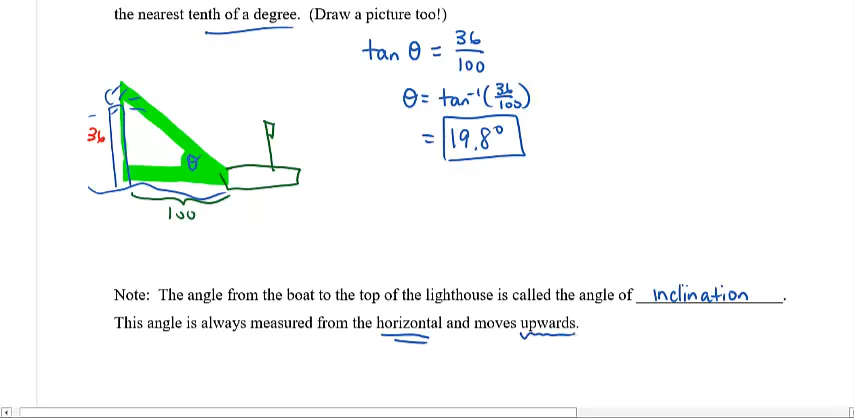 the nearest tenth of a degree. (Draw a picture too!)
tan θ = 36/100
θ = tan⁻¹(36/100)
= 19.8°
36
θ
100
Note: The angle from the boat to the top of the lighthouse is called the angle of inclination.
This angle is always measured from the horizontal and moves upwards.